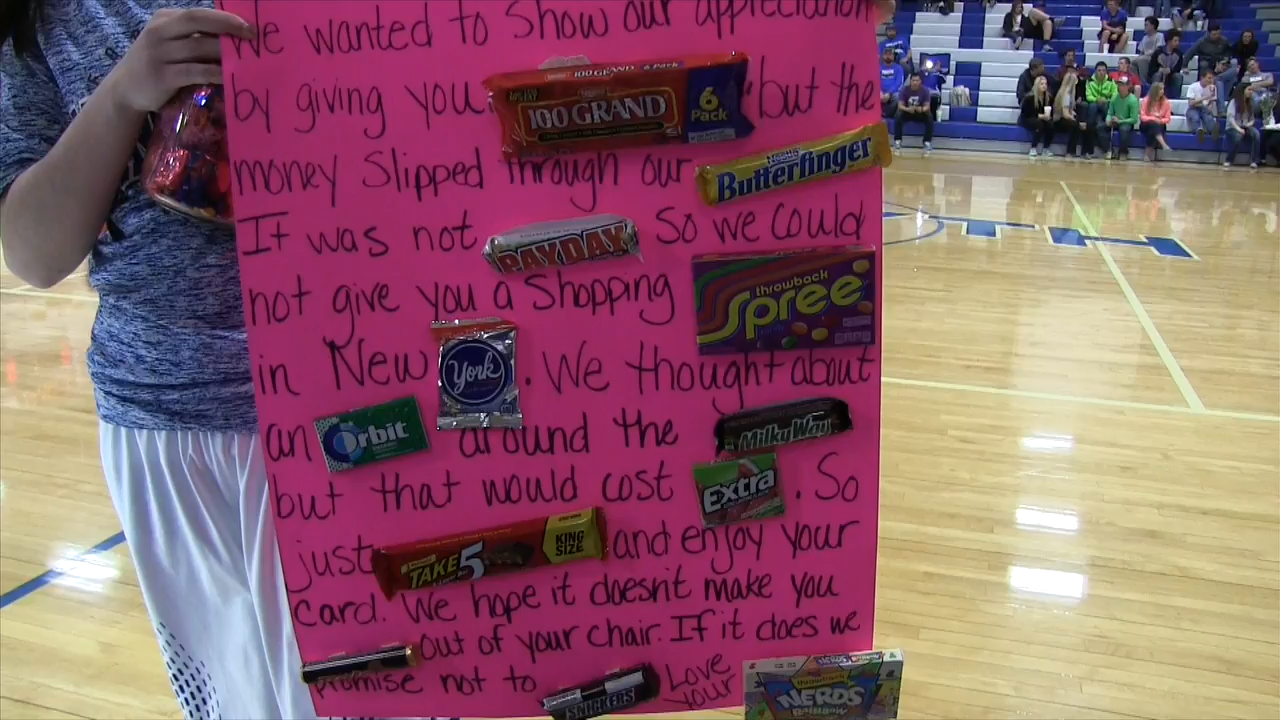 We wanted to Show our appreciation
by giving you 100 GRAND 6 Pack but the
money Slipped through our Butterfinger
It was not PAYDAY So we could
not give you a Shopping throwback Spree
in New York. We thought about
an Orbit around the Milky Way
but that would cost Extra. So
just TAKE 5 KING SIZE and enjoy your
card. We hope it doesnt make you
out of your chair. If it does we
promise not to SNICKERS Love your NERDS RAINBOW
TH